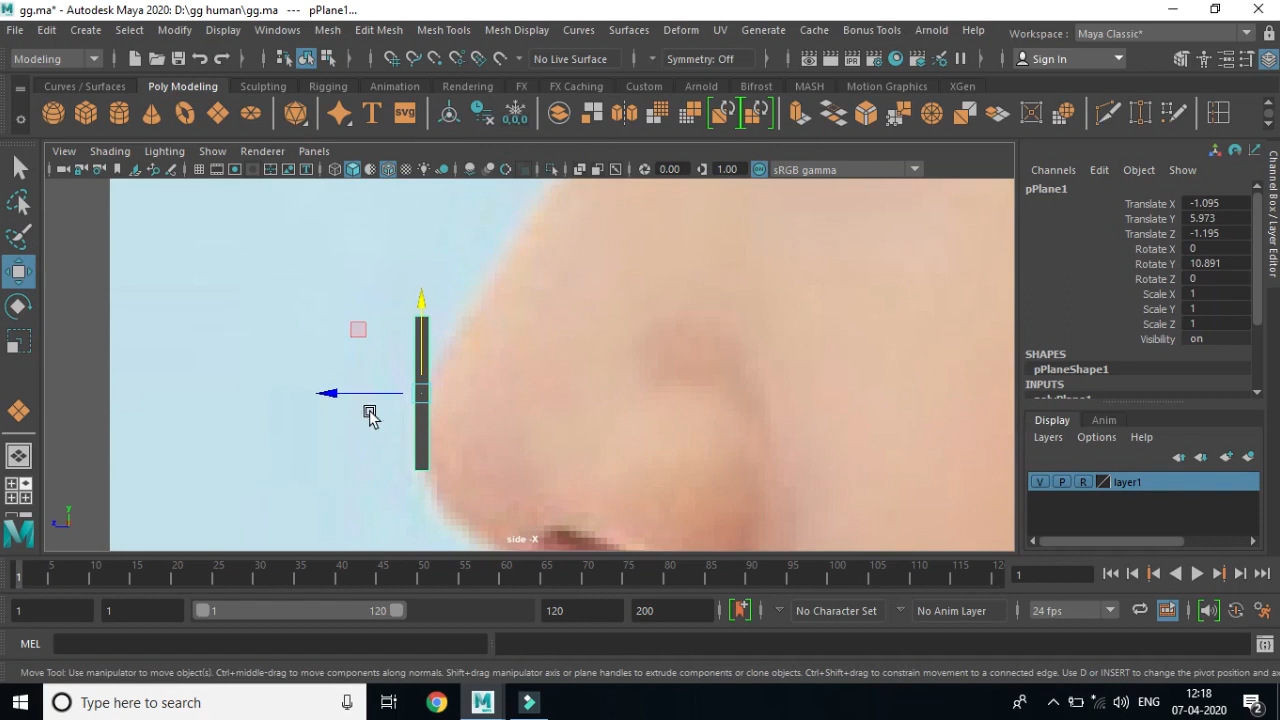 gg.ma* - Autodesk Maya 2020: D:\gg human\gg.ma --- pPlane1...
File Edit Create Select Modify Display Windows Mesh Edit Mesh Mesh Tools Mesh Display Curves Surfaces Deform UV Generate Cache Bonus Tools Arnold Help Workspace : Maya Classic*
Modeling No Live Surface Symmetry: Off Sign In
Curves / Surfaces Poly Modeling Sculpting Rigging Animation Rendering FX FX Caching Custom Arnold Bifrost MASH Motion Graphics XGen
T SVG 0,0,0
View Shading Lighting Show Renderer Panels
0.00 1.00 sRGB gamma
Channels Edit Object Show
pPlane1
Translate X -1.095
Translate Y 5.973
Translate Z -1.195
Rotate X 0
Rotate Y 10.891
Rotate Z 0
Scale X 1
Scale Y 1
Scale Z 1
Visibility on
SHAPES
pPlaneShape1
INPUTS
Channel Box / Layer Editor
Display Anim
Layers Options Help
V P R layer1
y
z
side -X
1 5 10 15 20 25 30 35 40 45 50 55 60 65 70 75 80 85 90 95 100 105 110 115 12 1
1 1 1 120 120 200 No Character Set No Anim Layer 24 fps
MEL
Move Tool: Use manipulator to move object(s). Ctrl+middle-drag to move components along normals. Shift+drag manipulator axis or plane handles to extrude components or clone objects. Ctrl+Shift+drag to constrain movement to a connected edge. Use D or INSERT to change the pivot position and a
Type here to search
ENG
12:18
07-04-2020
2